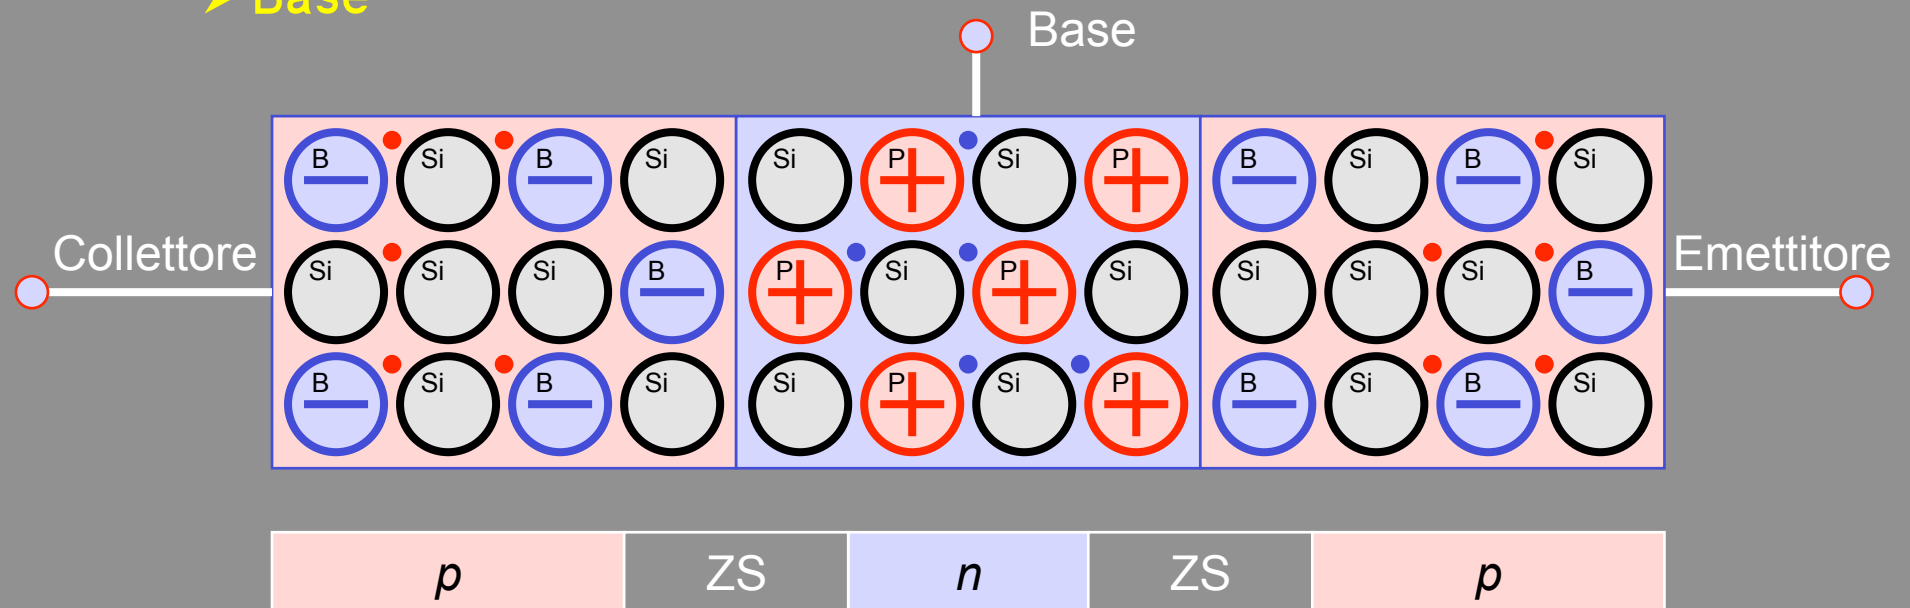 ➢ Base
Base
B Si B Si Si P Si P B Si B Si
Collettore
Emettitore
Si Si Si B P Si P Si Si Si Si B
B Si B Si Si P Si P B Si B Si
p ZS n ZS p